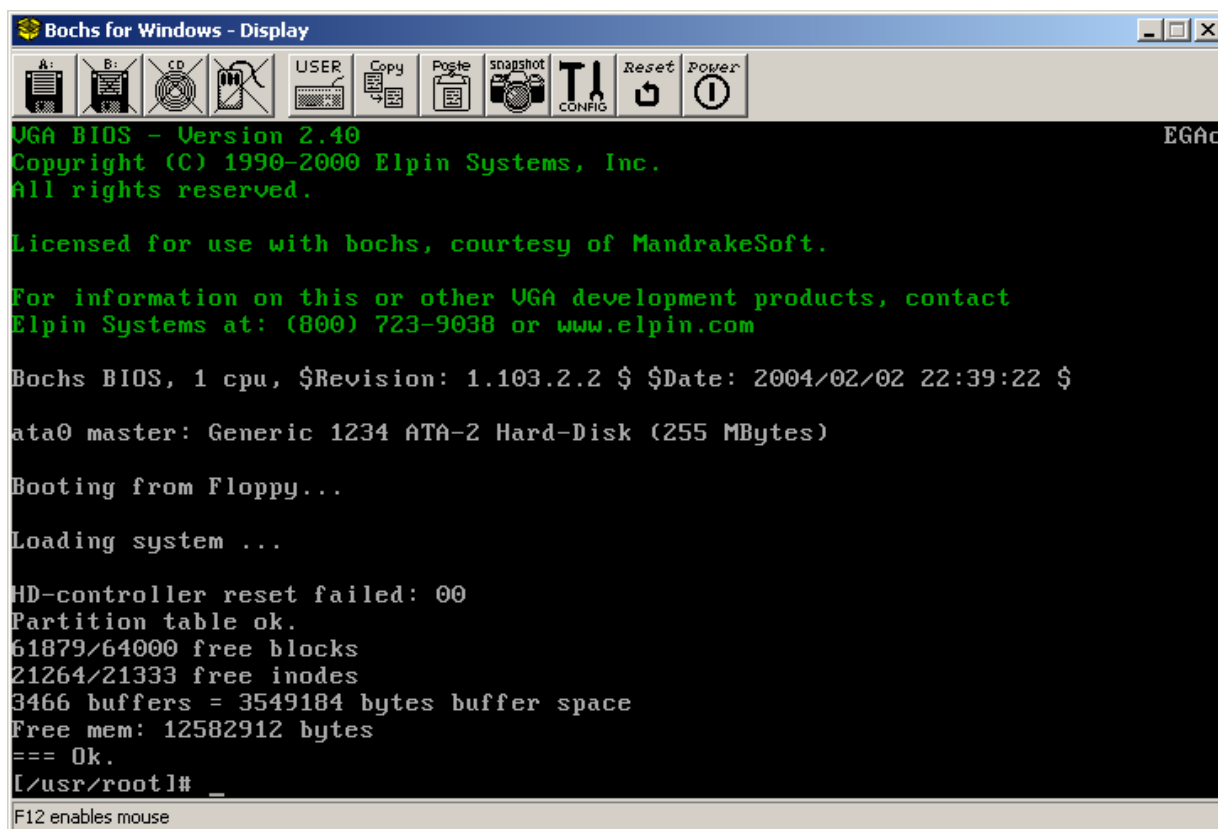 Bochs for Windows - Display
A: B: CD USER Copy Paste snapshot CONFIG Reset Power
VGA BIOS - Version 2.40 EGAc
Copyright (C) 1990-2000 Elpin Systems, Inc.
All rights reserved.
Licensed for use with bochs, courtesy of MandrakeSoft.
For information on this or other VGA development products, contact
Elpin Systems at: (800) 723-9038 or www.elpin.com
Bochs BIOS, 1 cpu, $Revision: 1.103.2.2 $ $Date: 2004/02/02 22:39:22 $
ata0 master: Generic 1234 ATA-2 Hard-Disk (255 MBytes)
Booting from Floppy...
Loading system ...
HD-controller reset failed: 00
Partition table ok.
61879/64000 free blocks
21264/21333 free inodes
3466 buffers = 3549184 bytes buffer space
Free mem: 12582912 bytes
=== Ok.
[/usr/root]# _
F12 enables mouse